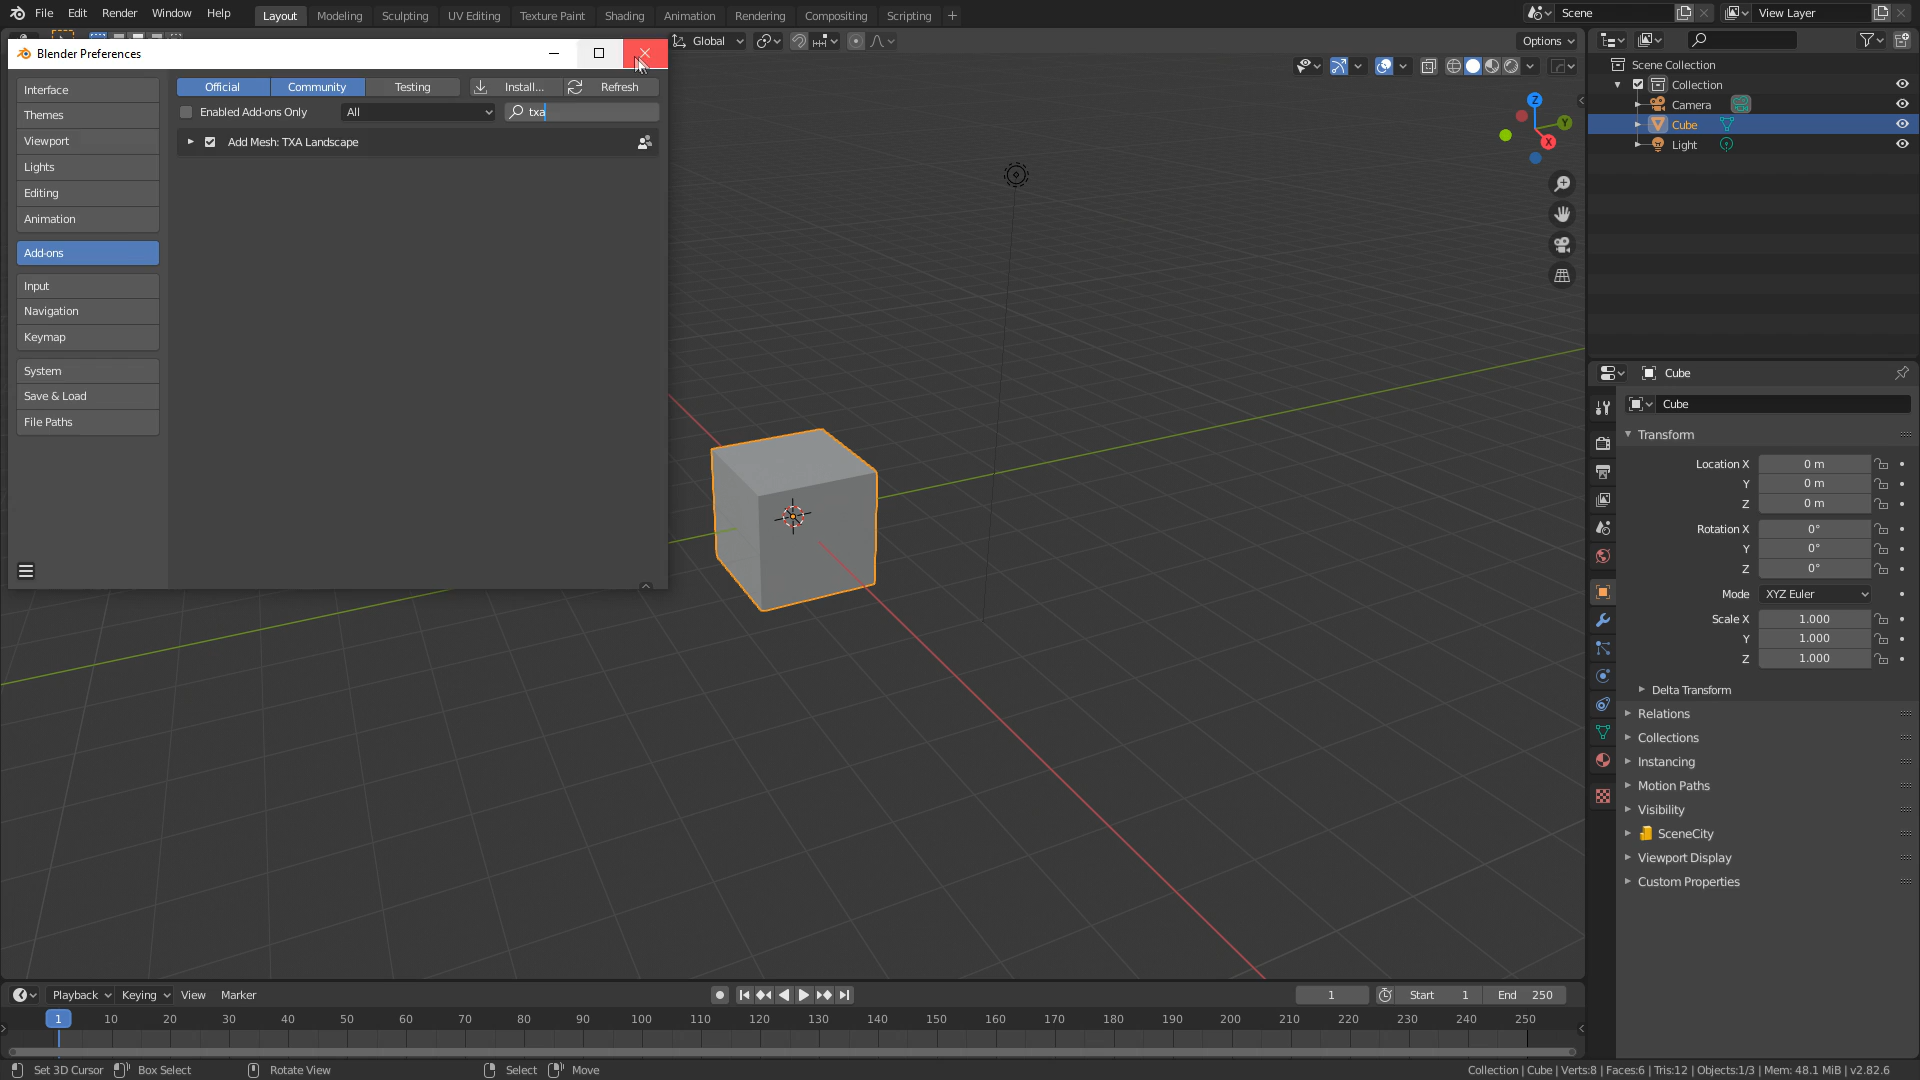 File Edit Render Window Help Layout Modeling Sculpting UV Editing Texture Paint Shading Animation Rendering Compositing Scripting + Scene View Layer
Global Options
Blender Preferences
Interface
Themes
Viewport
Lights
Editing
Animation
Add-ons
Input
Navigation
Keymap
System
Save & Load
File Paths
Official Community Testing Install... Refresh
Enabled Add-ons Only All txa
Add Mesh: TXA Landscape
Z
Y
X
Scene Collection
Collection
Camera
Cube
Light
Cube
Cube
Transform
Location X 0 m
Y 0 m
Z 0 m
Rotation X 0°
Y 0°
Z 0°
Mode XYZ Euler
Scale X 1.000
Y 1.000
Z 1.000
Delta Transform
Relations
Collections
Instancing
Motion Paths
Visibility
SceneCity
Viewport Display
Custom Properties
Playback Keying View Marker 1 Start 1 End 250
1 10 20 30 40 50 60 70 80 90 100 110 120 130 140 150 160 170 180 190 200 210 220 230 240 250
Set 3D Cursor Box Select Rotate View Select Move Collection | Cube | Verts:8 | Faces:6 | Tris:12 | Objects:1/3 | Mem: 48.1 MiB | v2.82.6